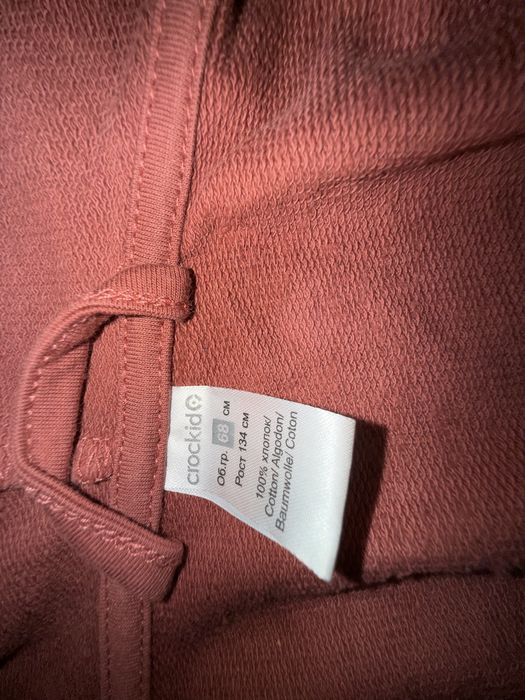 crockid
Об.гр. 68 см
Рост 134 см
100% хлопок/
Cotton/ Algodon/
Baumwolle/ Coton